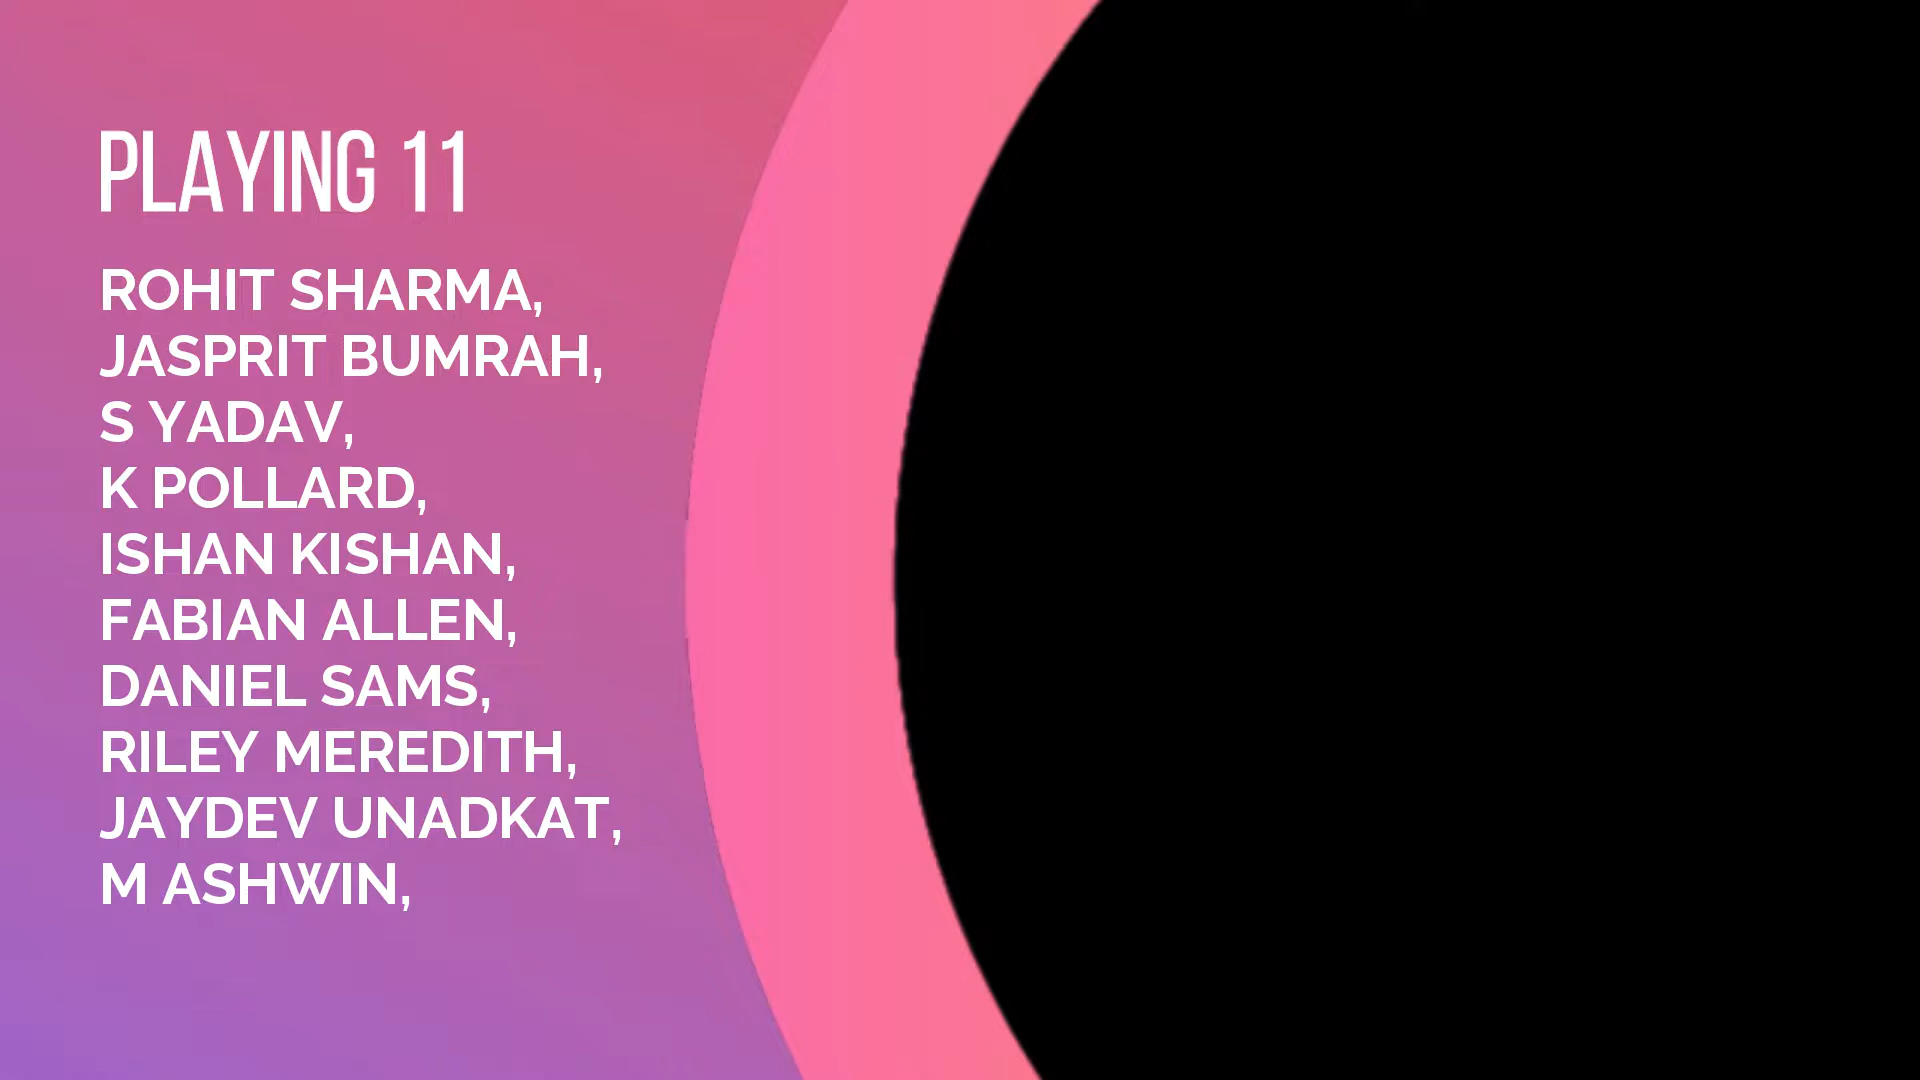 PLAYING 11
ROHIT SHARMA,
JASPRIT BUMRAH,
S YADAV,
K POLLARD,
ISHAN KISHAN,
FABIAN ALLEN,
DANIEL SAMS,
RILEY MEREDITH,
JAYDEV UNADKAT,
M ASHWIN,